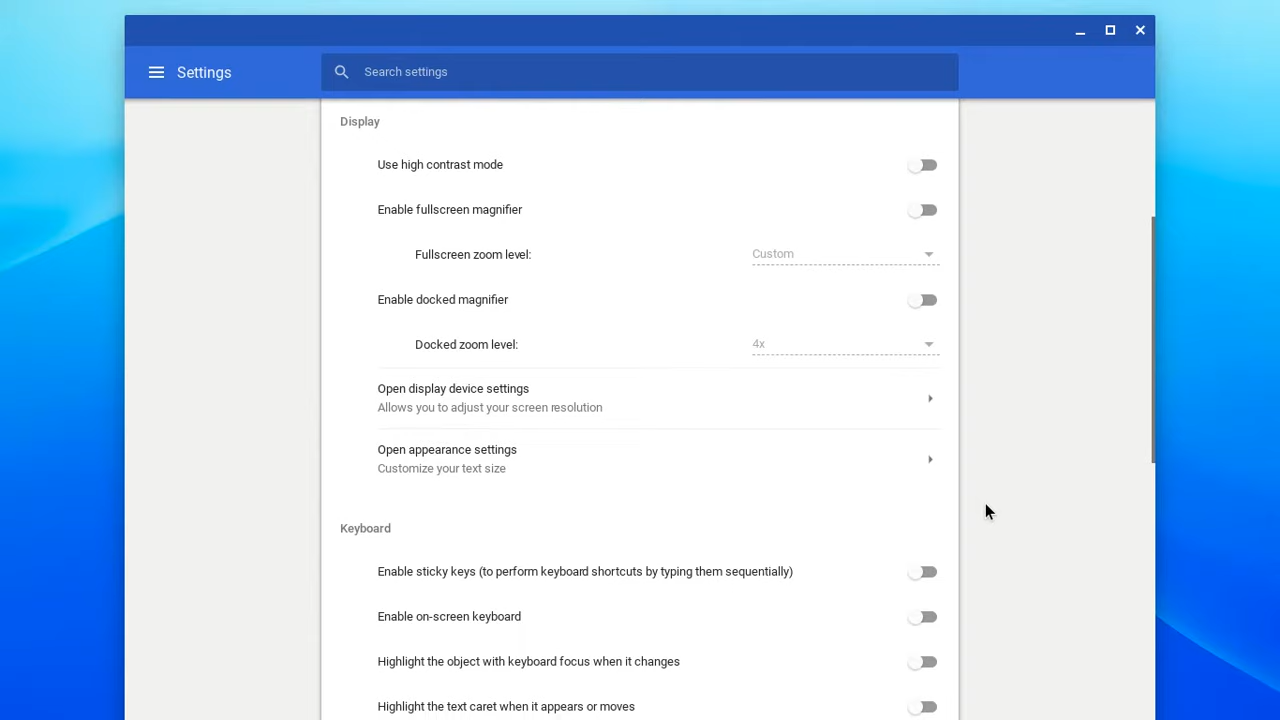 Settings
Search settings
Display
Use high contrast mode
Enable fullscreen magnifier
Fullscreen zoom level:
Custom
Enable docked magnifier
Docked zoom level:
4x
Open display device settings
Allows you to adjust your screen resolution
Open appearance settings
Customize your text size
Keyboard
Enable sticky keys (to perform keyboard shortcuts by typing them sequentially)
Enable on-screen keyboard
Highlight the object with keyboard focus when it changes
Highlight the text caret when it appears or moves